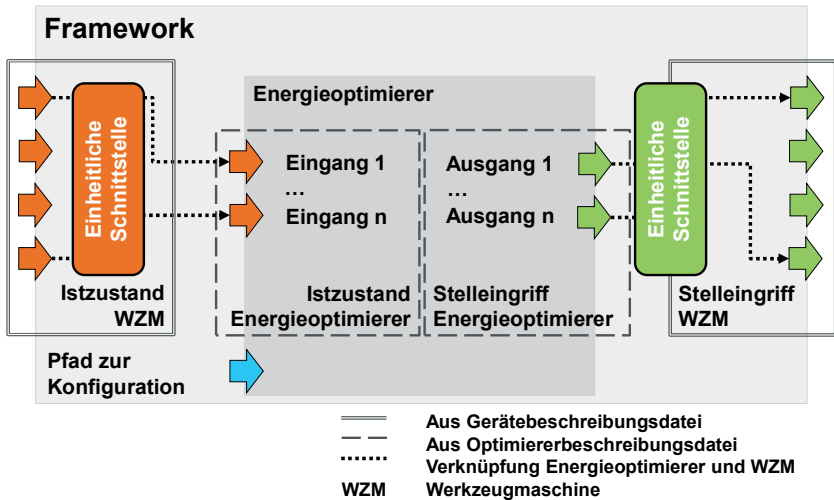 Framework
Energieoptimierer
Einheitliche
Schnittstelle
Eingang 1
...
Eingang n
Ausgang 1
...
Ausgang n
Einheitliche
Schnittstelle
Istzustand
WZM
Istzustand
Energieoptimierer
Stelleingriff
Energieoptimierer
Stelleingriff
WZM
Pfad zur
Konfiguration
Aus Gerätebeschreibungsdatei
Aus Optimiererbeschreibungsdatei
Verknüpfung Energieoptimierer und WZM
WZM Werkzeugmaschine